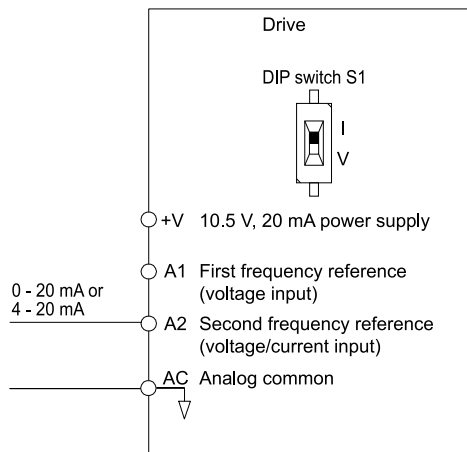 Drive
DIP switch S1
I
V
+V 10.5 V, 20 mA power supply
A1 First frequency reference
(voltage input)
0 - 20 mA or
4 - 20 mA
A2 Second frequency reference
(voltage/current input)
AC Analog common